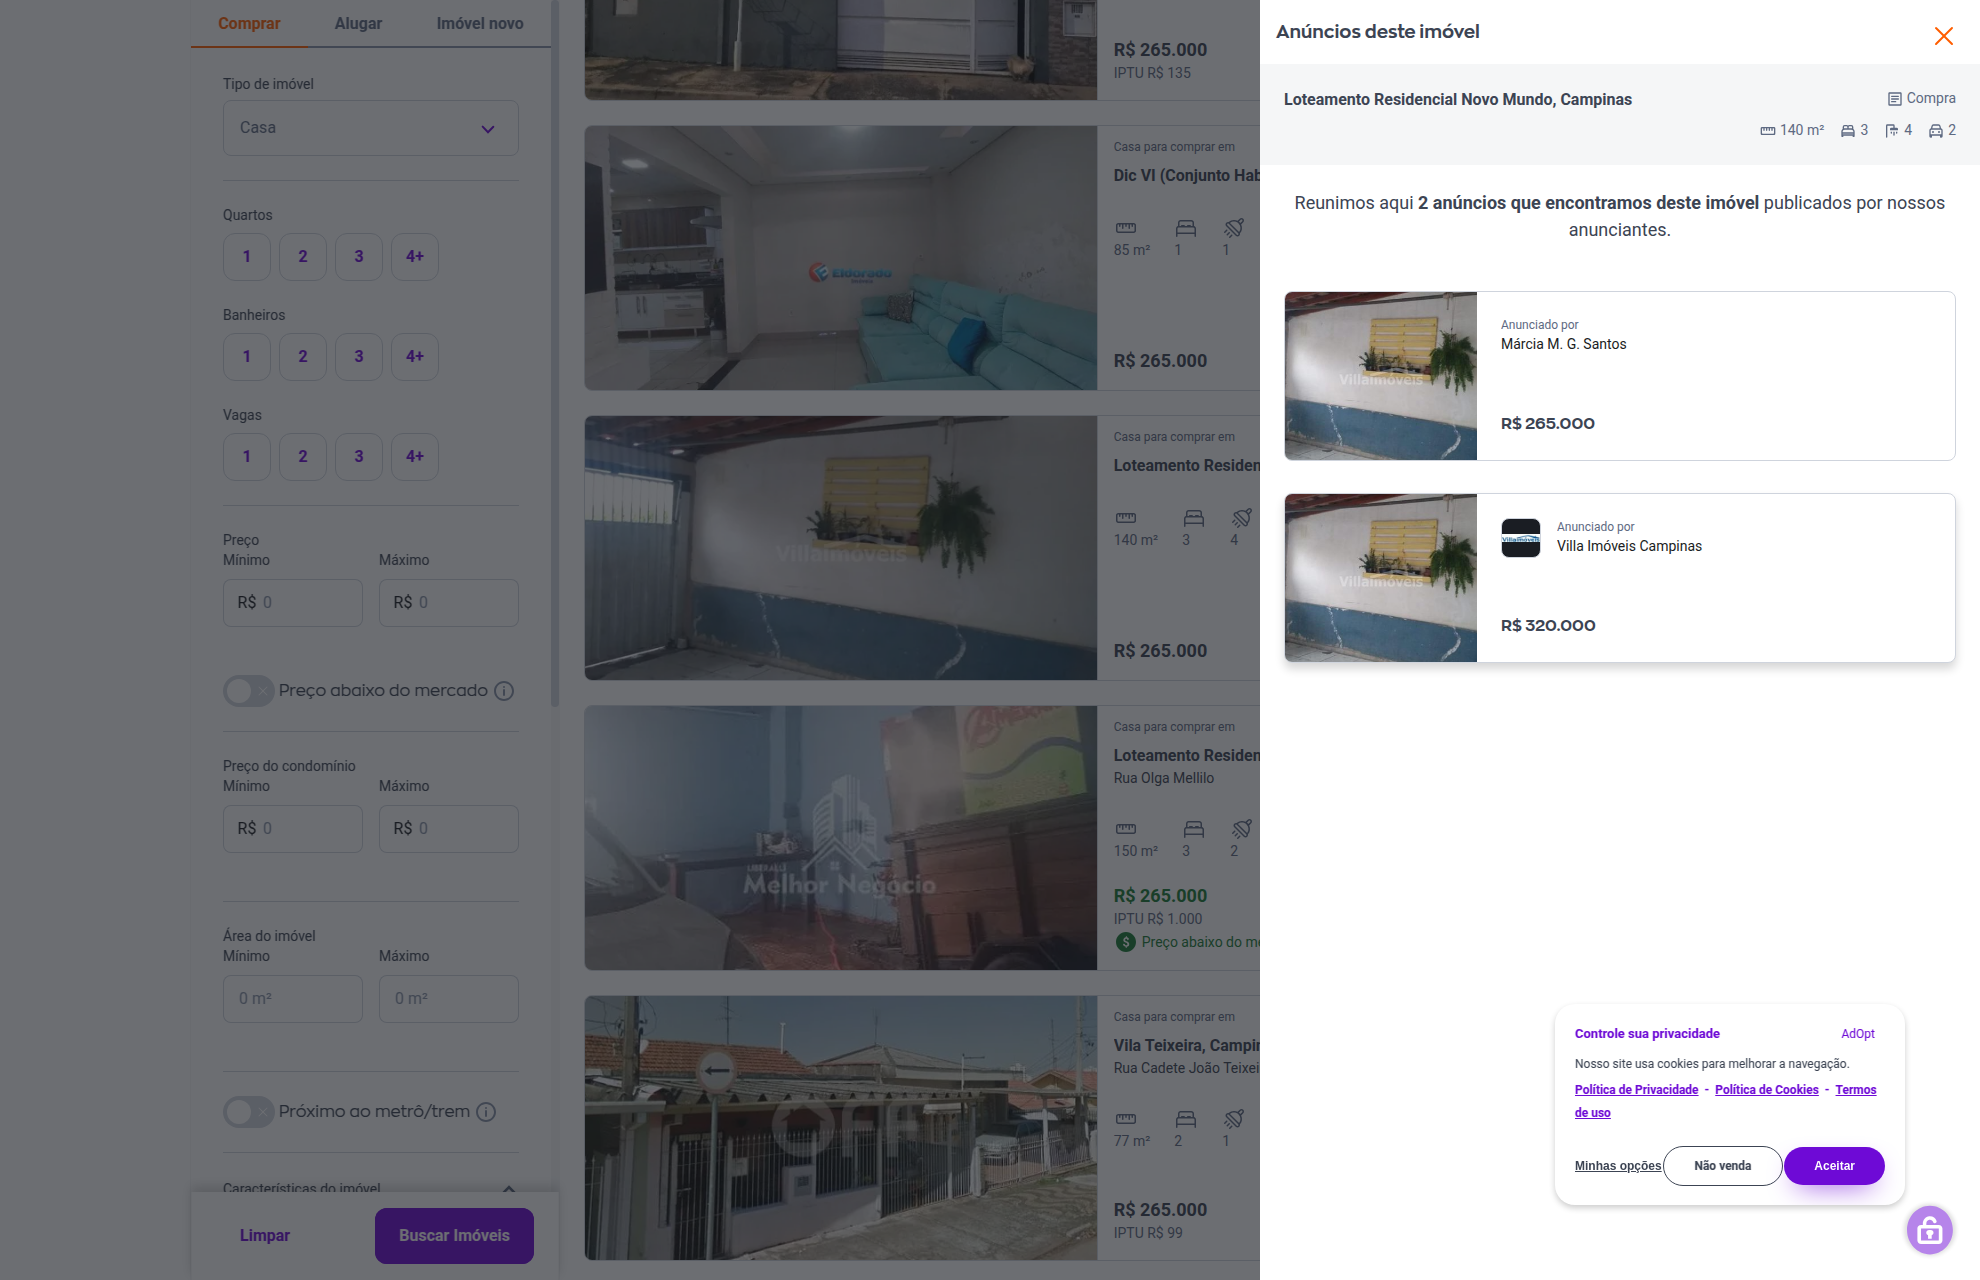 Comprar
Alugar
Imóvel novo
Tipo de imóvel
Casa
Quartos
1
2
3
4+
Banheiros
1
2
3
4+
Vagas
1
2
3
4+
Preço
Mínimo
Máximo
R$ 0
R$ 0
Preço abaixo do mercado
Preço do condomínio
Mínimo
Máximo
R$ 0
R$ 0
Área do imóvel
Mínimo
Máximo
0 m²
0 m²
Próximo ao metrô/trem
Características do imóvel
Limpar
Buscar Imóveis
R$ 265.000
IPTU R$ 135
Eldorado
Casa para comprar em
Dic VI (Conjunto Hab
85 m²
1
1
R$ 265.000
VillaImóveis
Casa para comprar em
Loteamento Residen
140 m²
3
4
R$ 265.000
Melhor Negócio
Casa para comprar em
Loteamento Residen
Rua Olga Mellilo
150 m²
3
2
R$ 265.000
IPTU R$ 1.000
Preço abaixo do me
Casa para comprar em
Vila Teixeira, Campin
Rua Cadete João Teixei
77 m²
2
1
R$ 265.000
IPTU R$ 99
Anúncios deste imóvel
Loteamento Residencial Novo Mundo, Campinas
Compra
140 m²
3
4
2
Reunimos aqui 2 anúncios que encontramos deste imóvel publicados por nossos
anunciantes.
VillaImóveis
Anunciado por
Márcia M. G. Santos
R$ 265.000
VillaImóveis
VillaImóveis
Anunciado por
Villa Imóveis Campinas
R$ 320.000
Controle sua privacidade
AdOpt
Nosso site usa cookies para melhorar a navegação.
Política de Privacidade - Política de Cookies - Termos
de uso
Minhas opções
Não venda
Aceitar